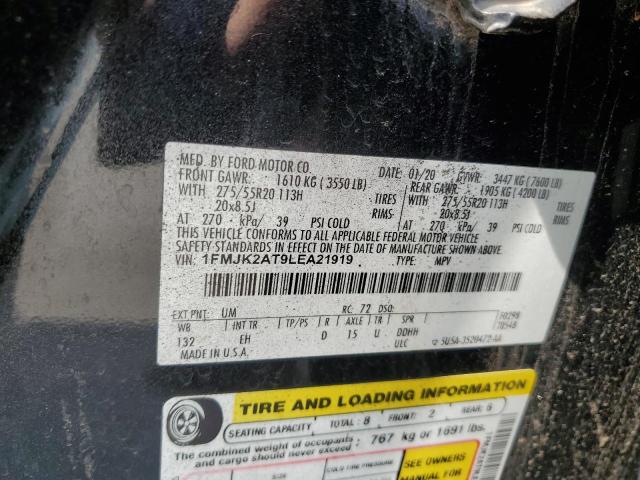 MFD. BY FORD MOTOR CO. DATE: 01/20 GVWR: 3447 KG ( 7600 LB)
FRONT GAWR: 1610 KG ( 3550 LB) REAR GAWR: 1905 KG ( 4200 LB)
WITH 275/55R20 113H TIRES WITH 275/55R20 113H TIRES
20x8.5J RIMS 20x8.5J RIMS
AT 270 kPa/ 39 PSI COLD AT 270 kPa/ 39 PSI COLD
THIS VEHICLE CONFORMS TO ALL APPLICABLE FEDERAL MOTOR VEHICLE
SAFETY STANDARDS IN EFFECT ON THE DATE OF MANUFACTURE SHOWN ABOVE.
VIN: 1FMJK2AT9LEA21919 TYPE: MPV
EXT PNT: UM RC: 72 DSO:
WB INT TR TP/PS R AXLE TR SPR
132 EH D 15 U DDHH
ULC
MADE IN U.S.A.
TIRE AND LOADING INFORMATION
SEATING CAPACITY TOTAL : 8 FRONT: 2 REAR: 6
The combined weight of occupants and cargo should never exceed : 767 kg or 1691 lbs.
COLD TIRE PRESSURE
SEE OWNERS
MANUAL FOR